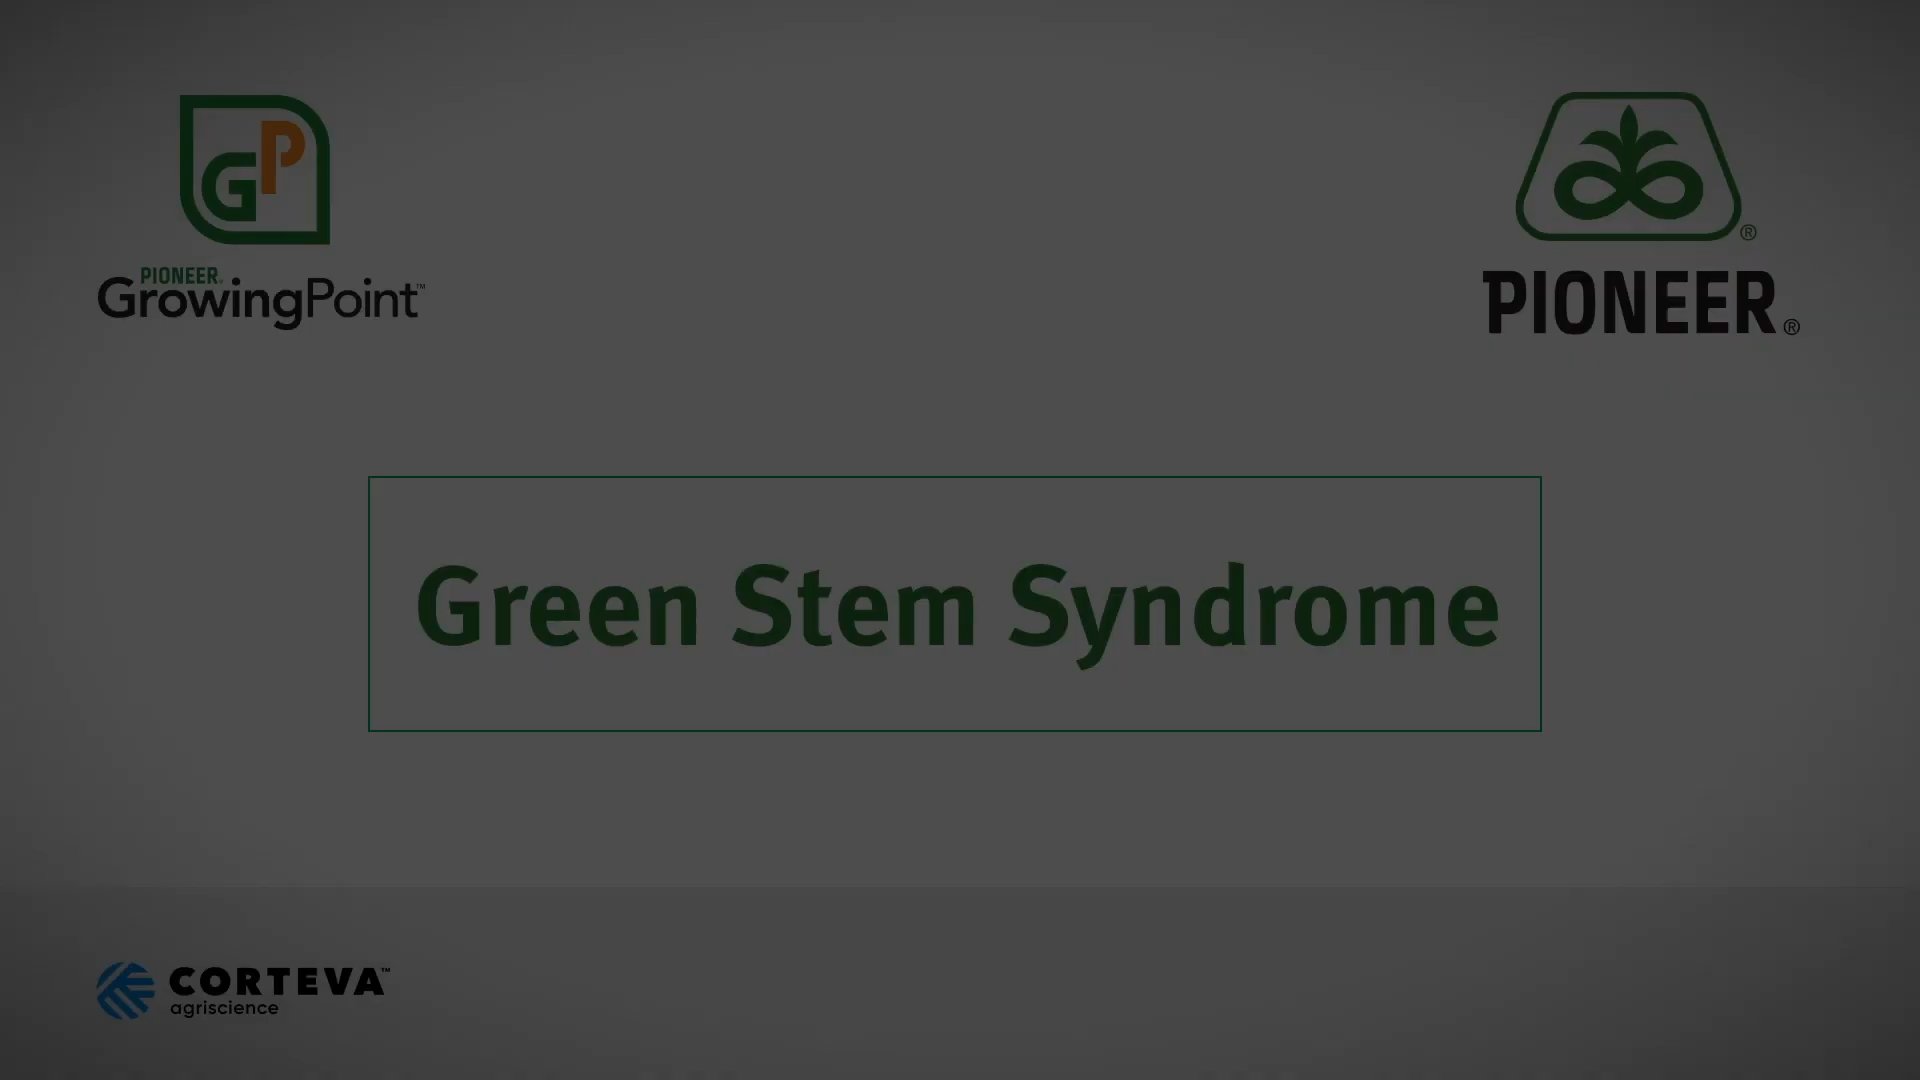 GP
PIONEER®
GrowingPoint™
®
PIONEER®
Green Stem Syndrome
CORTEVA™
agriscience